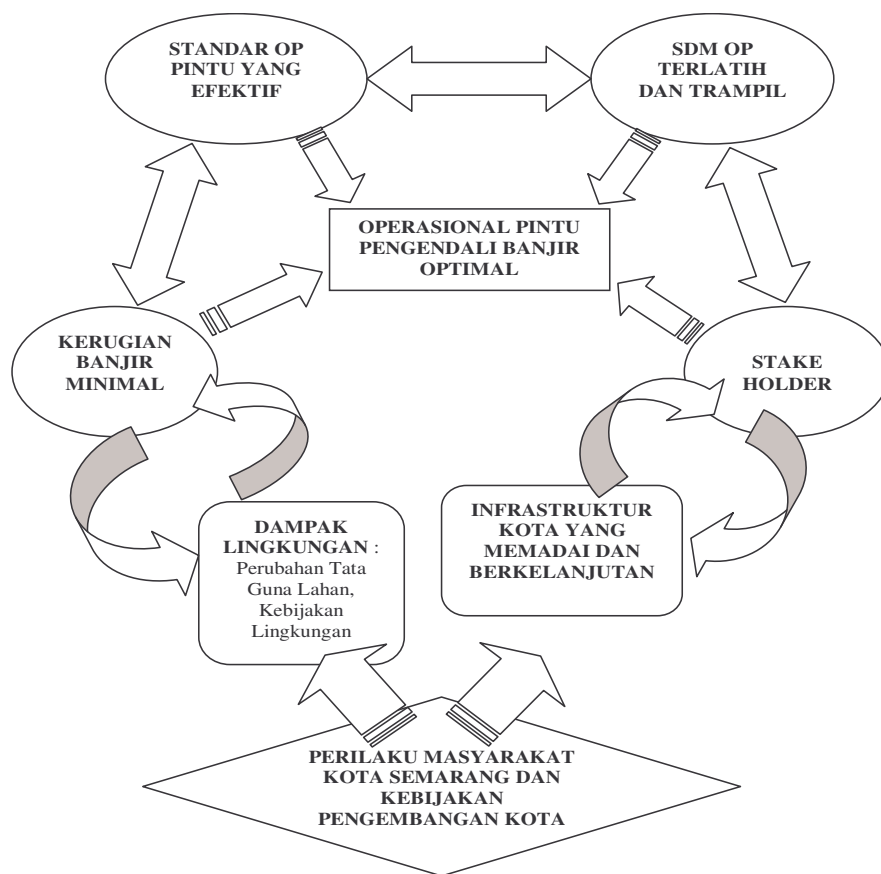 STANDAR OP
PINTU YANG
EFEKTIF
SDM OP
TERLATIH
DAN TRAMPIL
OPERASIONAL PINTU
PENGENDALI BANJIR
OPTIMAL
KERUGIAN
BANJIR
MINIMAL
STAKE
HOLDER
DAMPAK
LINGKUNGAN :
Perubahan Tata
Guna Lahan,
Kebijakan
Lingkungan
INFRASTRUKTUR
KOTA YANG
MEMADAI DAN
BERKELANJUTAN
PERILAKU MASYARAKAT
KOTA SEMARANG DAN
KEBIJAKAN
PENGEMBANGAN KOTA